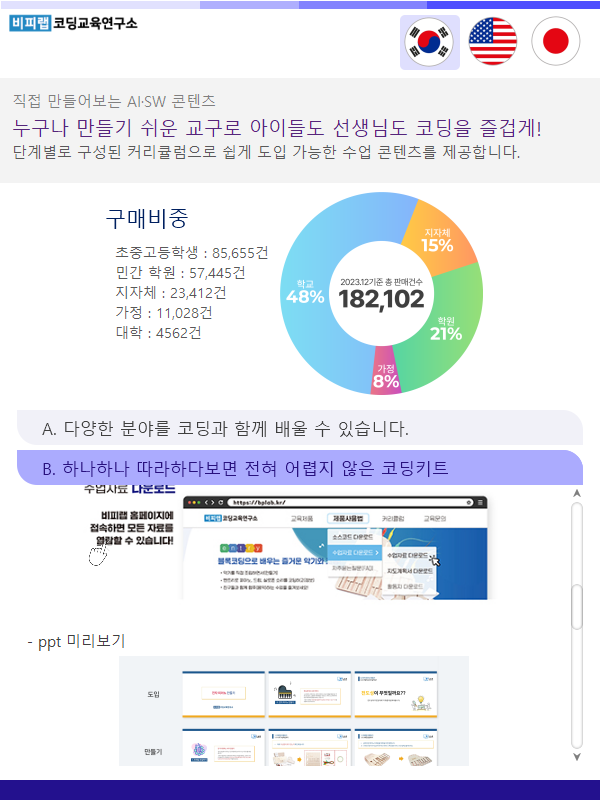 비피랩 코딩교육연구소
직접 만들어보는 AI·SW 콘텐츠
누구나 만들기 쉬운 교구로 아이들도 선생님도 코딩을 즐겁게!
단계별로 구성된 커리큘럼으로 쉽게 도입 가능한 수업 콘텐츠를 제공합니다.
구매비중
초중고등학생 : 85,655건
민간 학원 : 57,445건
지자체 : 23,412건
가정 : 11,028건
대학 : 4562건
지자체
15%
학교
48%
2023.12기준 총 판매건수
182,102
학원
21%
가정
8%
A. 다양한 분야를 코딩과 함께 배울 수 있습니다.
B. 하나하나 따라하다보면 전혀 어렵지 않은 코딩키트
수업자료 다운로드
비피랩 홈페이지에
접속하면 모든 자료를
열람할 수 있습니다!
https://bplab.kr/
비피랩 코딩교육연구소
교육제품
제품사용법
커리큘럼
교육문의
소스코드 다운로드
수업자료 다운로드
수업자료 다운로드
자주묻는질문(FAQ)
지도계획서 다운로드
활동지 다운로드
entry
블록코딩으로 배우는 즐거운 악기와
- ppt 미리보기
도입
만들기